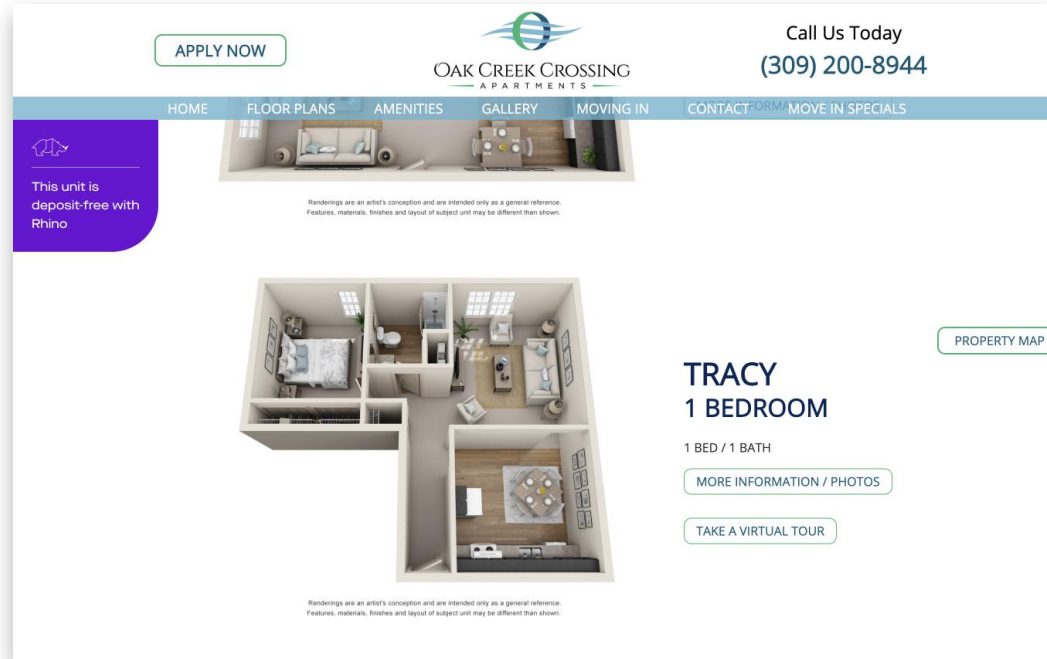 APPLY NOW
OAK CREEK CROSSING
APARTMENTS
Call Us Today
(309) 200-8944
HOME FLOOR PLANS AMENITIES GALLERY MOVING IN CONTACT MOVE IN SPECIALS
This unit is
deposit-free with
Rhino
Renderings are an artist's conception and are intended only as a general reference.
Features, materials, finishes and layout of subject unit may be different than shown.
PROPERTY MAP
TRACY
1 BEDROOM
1 BED / 1 BATH
MORE INFORMATION / PHOTOS
TAKE A VIRTUAL TOUR
Renderings are an artist's conception and are intended only as a general reference.
Features, materials, finishes and layout of subject unit may be different than shown.